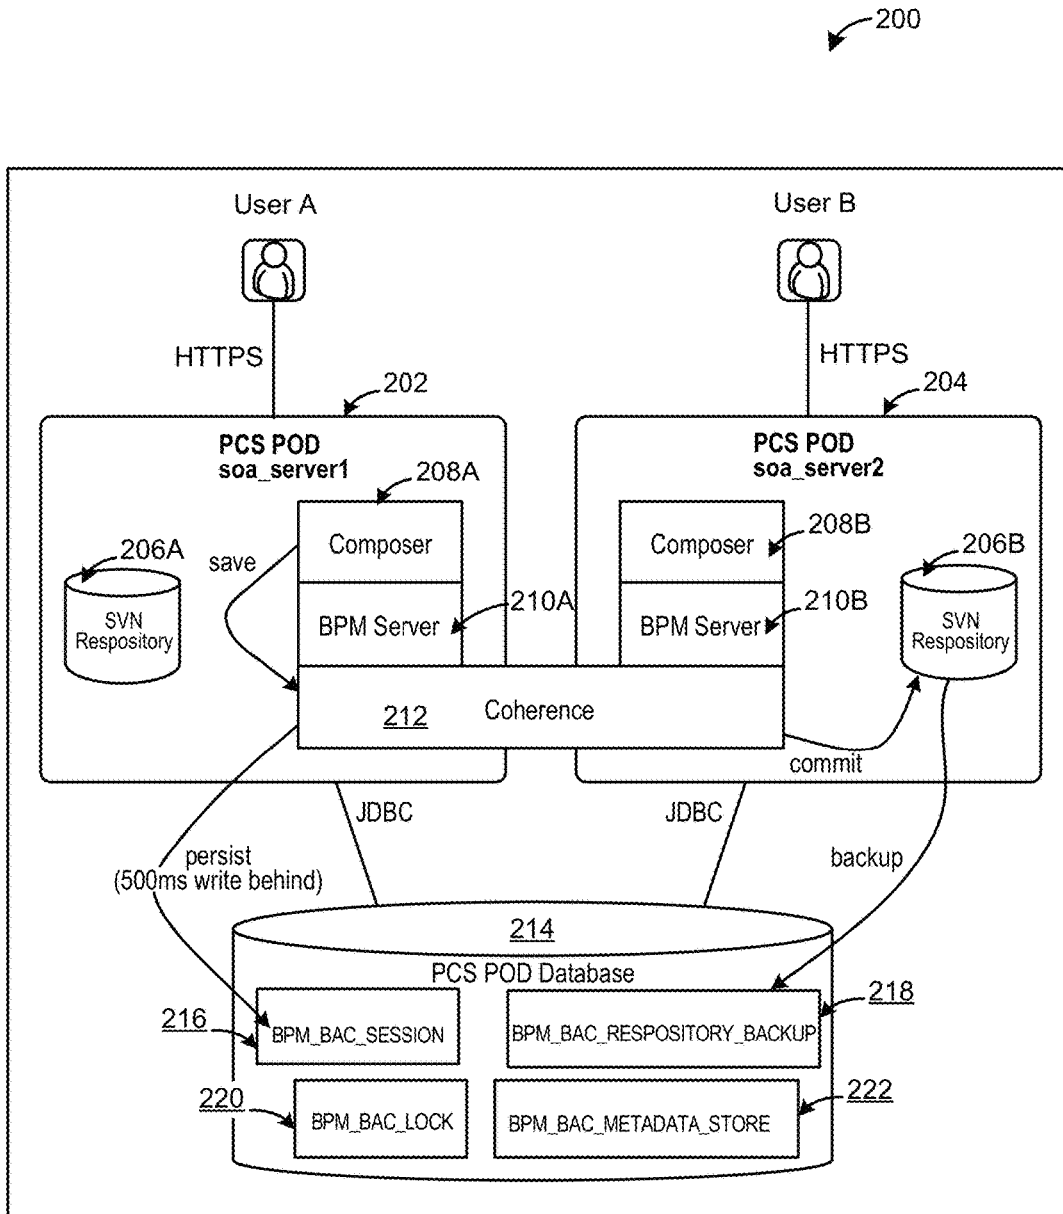 200
User A
User B
HTTPS
HTTPS
202
204
PCS POD
soa_server1
PCS POD
soa_server2
208A
Composer
Composer
208B
206A
save
206B
SVN
Respository
210A
BPM Server
BPM Server
210B
SVN
Respository
212
Coherence
commit
JDBC
JDBC
persist
(500ms write behind)
backup
214
PCS POD Database
216
BPM_BAC_SESSION
BPM_BAC_RESPOSITORY_BACKUP
218
220
BPM_BAC_LOCK
BPM_BAC_METADATA_STORE
222